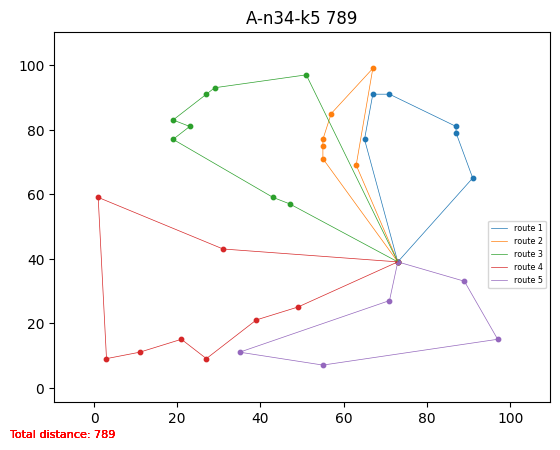 A-n34-k5 789
100
80
60
40
20
0
route 1
route 2
route 3
route 4
route 5
0 20 40 60 80 100
Total distance: 789